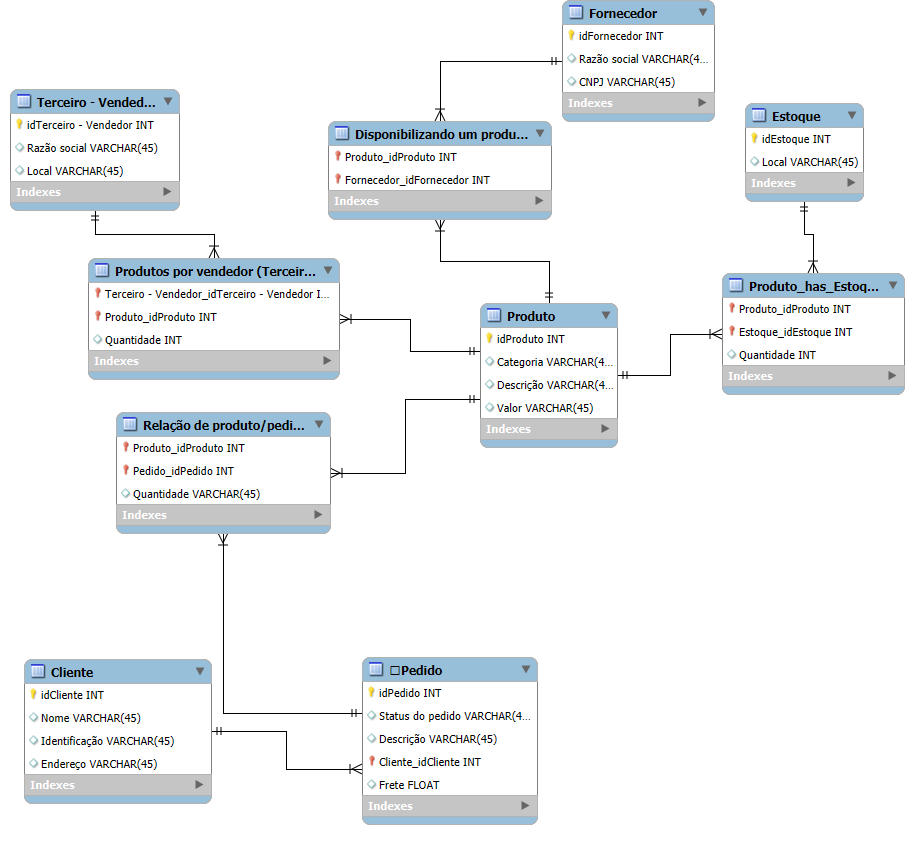 Fornecedor
idFornecedor INT
Razão social VARCHAR(4...
CNPJ VARCHAR(45)
Indexes
Terceiro - Vended...
idTerceiro - Vendedor INT
Razão social VARCHAR(45)
Local VARCHAR(45)
Indexes
Disponibilizando um produ...
Produto_idProduto INT
Fornecedor_idFornecedor INT
Indexes
Estoque
idEstoque INT
Local VARCHAR(45)
Indexes
Produtos por vendedor (Terceir...
Terceiro - Vendedor_idTerceiro - Vendedor I...
Produto_idProduto INT
Quantidade INT
Indexes
Produto
idProduto INT
Categoria VARCHAR(4...
Descrição VARCHAR(4...
Valor VARCHAR(45)
Indexes
Produto_has_Estoq...
Produto_idProduto INT
Estoque_idEstoque INT
Quantidade INT
Indexes
Relação de produto/pedi...
Produto_idProduto INT
Pedido_idPedido INT
Quantidade VARCHAR(45)
Indexes
Cliente
idCliente INT
Nome VARCHAR(45)
Identificação VARCHAR(45)
Endereço VARCHAR(45)
Indexes
□Pedido
idPedido INT
Status do pedido VARCHAR(4...
Descrição VARCHAR(45)
Cliente_idCliente INT
Frete FLOAT
Indexes